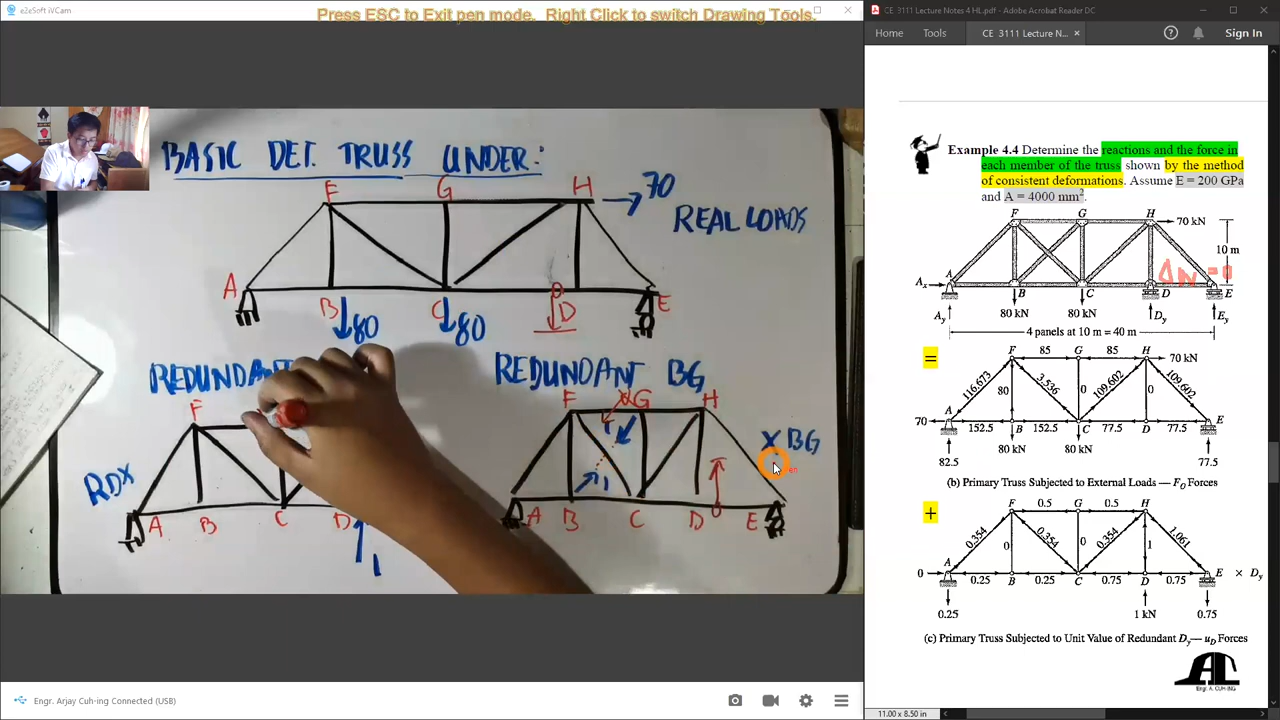 e2eSoft iVCam
Press ESC to Exit pen mode. Right Click to switch Drawing Tools.
BASIC DET. TRUSS UNDER:
F G H
→ 70
REAL LOADS
A B C D E
↓80 ↓80
REDUNDANT
REDUNDANT BG
F
RDX
A B C D
1
F G H
1
1
X BG
A B C D E
Engr. Arjay Cuh-ing Connected (USB)
CE 3111 Lecture Notes 4 HL.pdf - Adobe Acrobat Reader DC
Home Tools CE 3111 Lecture N... × Sign In
Example 4.4 Determine the reactions and the force in
each member of the truss shown by the method
of consistent deformations. Assume E = 200 GPa
and A = 4000 mm².
F G H 70 kN
10 m
A
Ax B C D E
80 kN 80 kN
Ay Dy Ey
4 panels at 10 m = 40 m
=
F 85 G 85 H 70 kN
116.673 80 3.536 0 109.602 0 109.602
A
70 152.5 B 152.5 C 77.5 D 77.5 E
80 kN 80 kN
82.5 77.5
(b) Primary Truss Subjected to External Loads — FO Forces
+
F 0.5 G 0.5 H
0.354 0 0.354 0 0.354 1 1.061
A
0 0.25 B 0.25 C 0.75 D 0.75 E × Dy
0.25 1 kN 0.75
(c) Primary Truss Subjected to Unit Value of Redundant Dy— uD Forces
Engr. A. CUH-ING
11.00 x 8.50 in